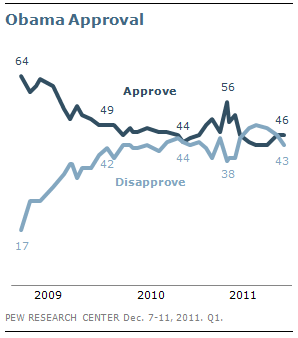 Obama Approval
64
Approve
56
49
44
46
42
44
38
43
Disapprove
17
2009 2010 2011
PEW RESEARCH CENTER Dec. 7-11, 2011. Q1.